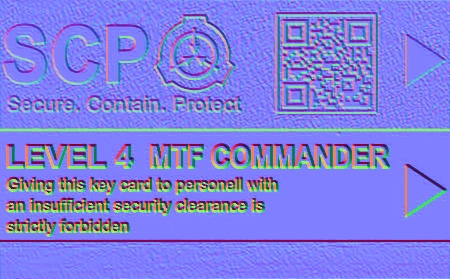 SCP
Secure. Contain. Protect
LEVEL 4 MTF COMMANDER
Giving this key card to personell with
an insufficient security clearance is
strictly forbidden